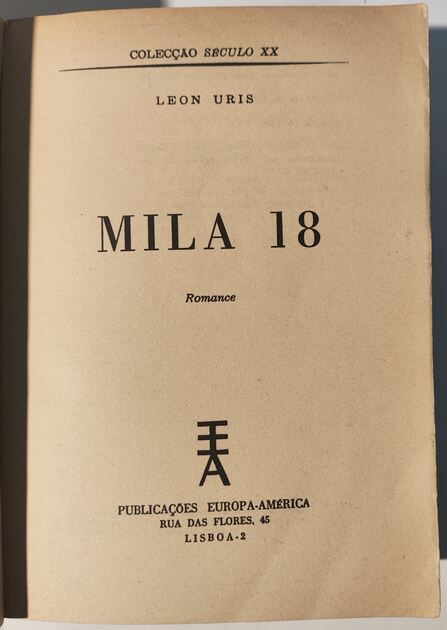 COLECÇÃO SÉCULO XX
LEON URIS
MILA 18
Romance
PUBLICAÇÕES EUROPA-AMÉRICA
RUA DAS FLORES, 45
LISBOA-2